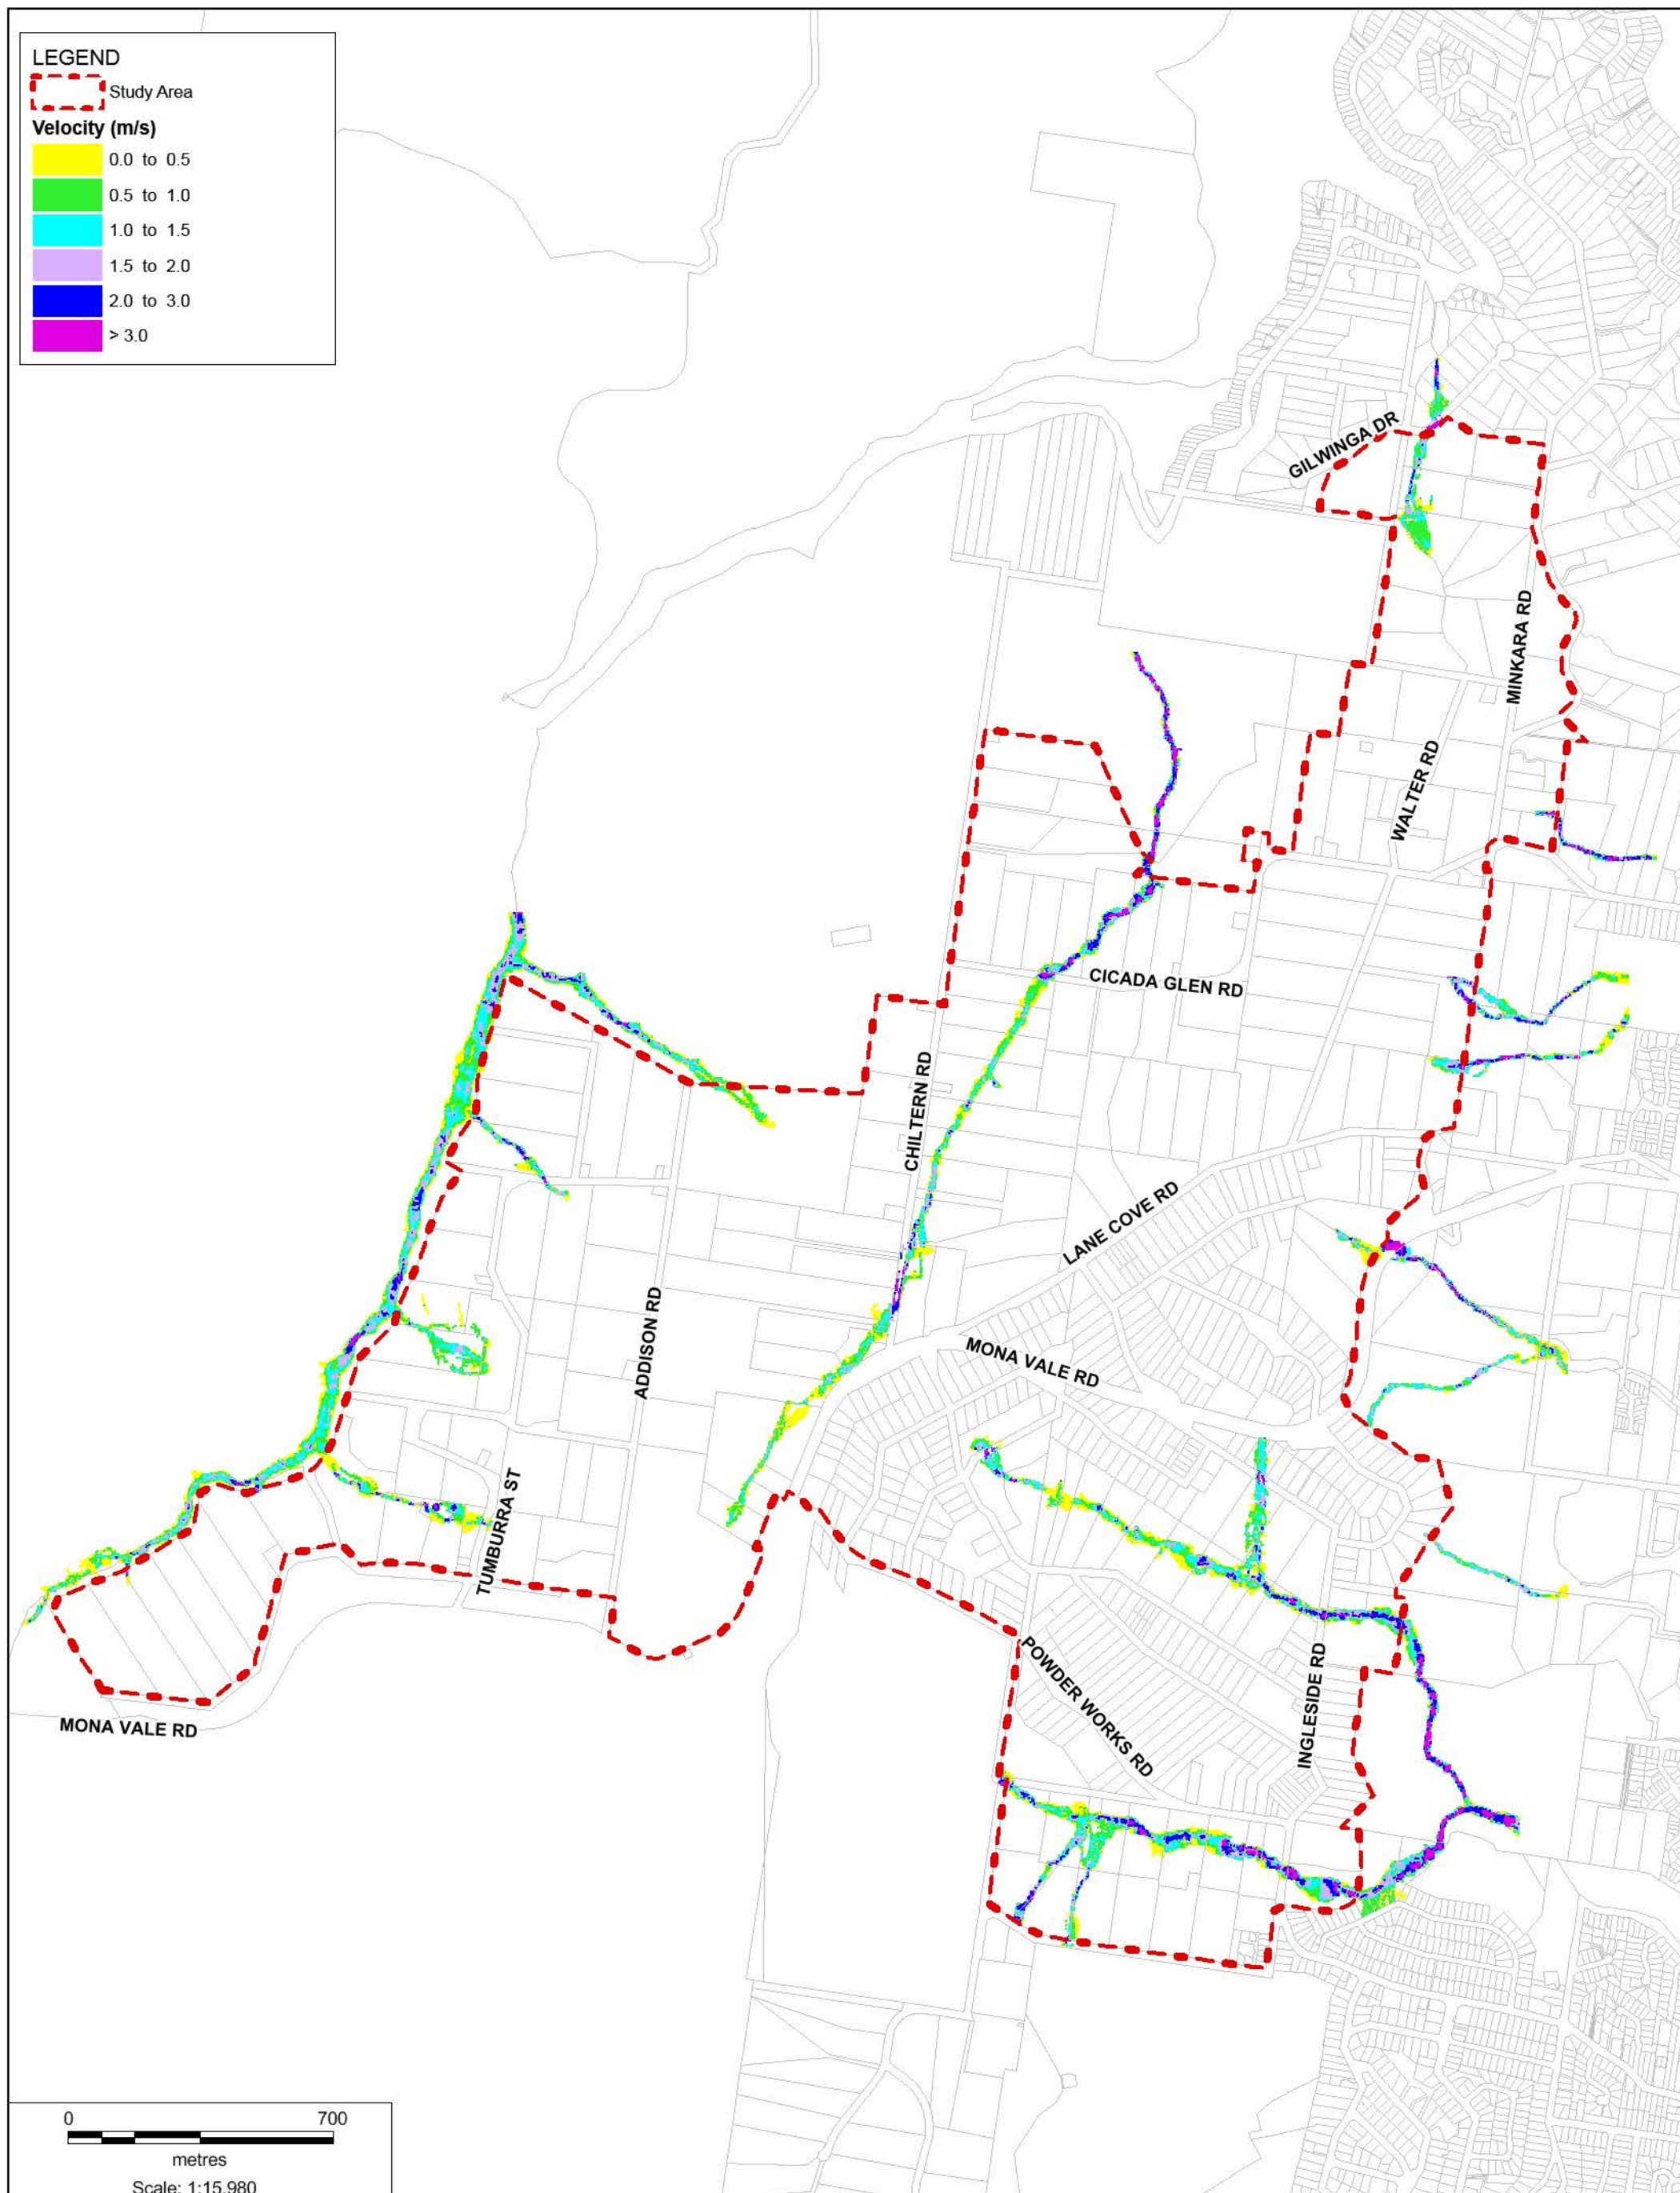 LEGEND
Study Area
Velocity (m/s)
0.0 to 0.5
0.5 to 1.0
1.0 to 1.5
1.5 to 2.0
2.0 to 3.0
> 3.0
GILWINGA DR
MINKARA RD
WALTER RD
CICADA GLEN RD
CHILTERN RD
LANE COVE RD
ADDISON RD
MONA VALE RD
TUMBURRA ST
POWDER WORKS RD
INGLESIDE RD
MONA VALE RD
0 700
metres
Scale: 1:15,980